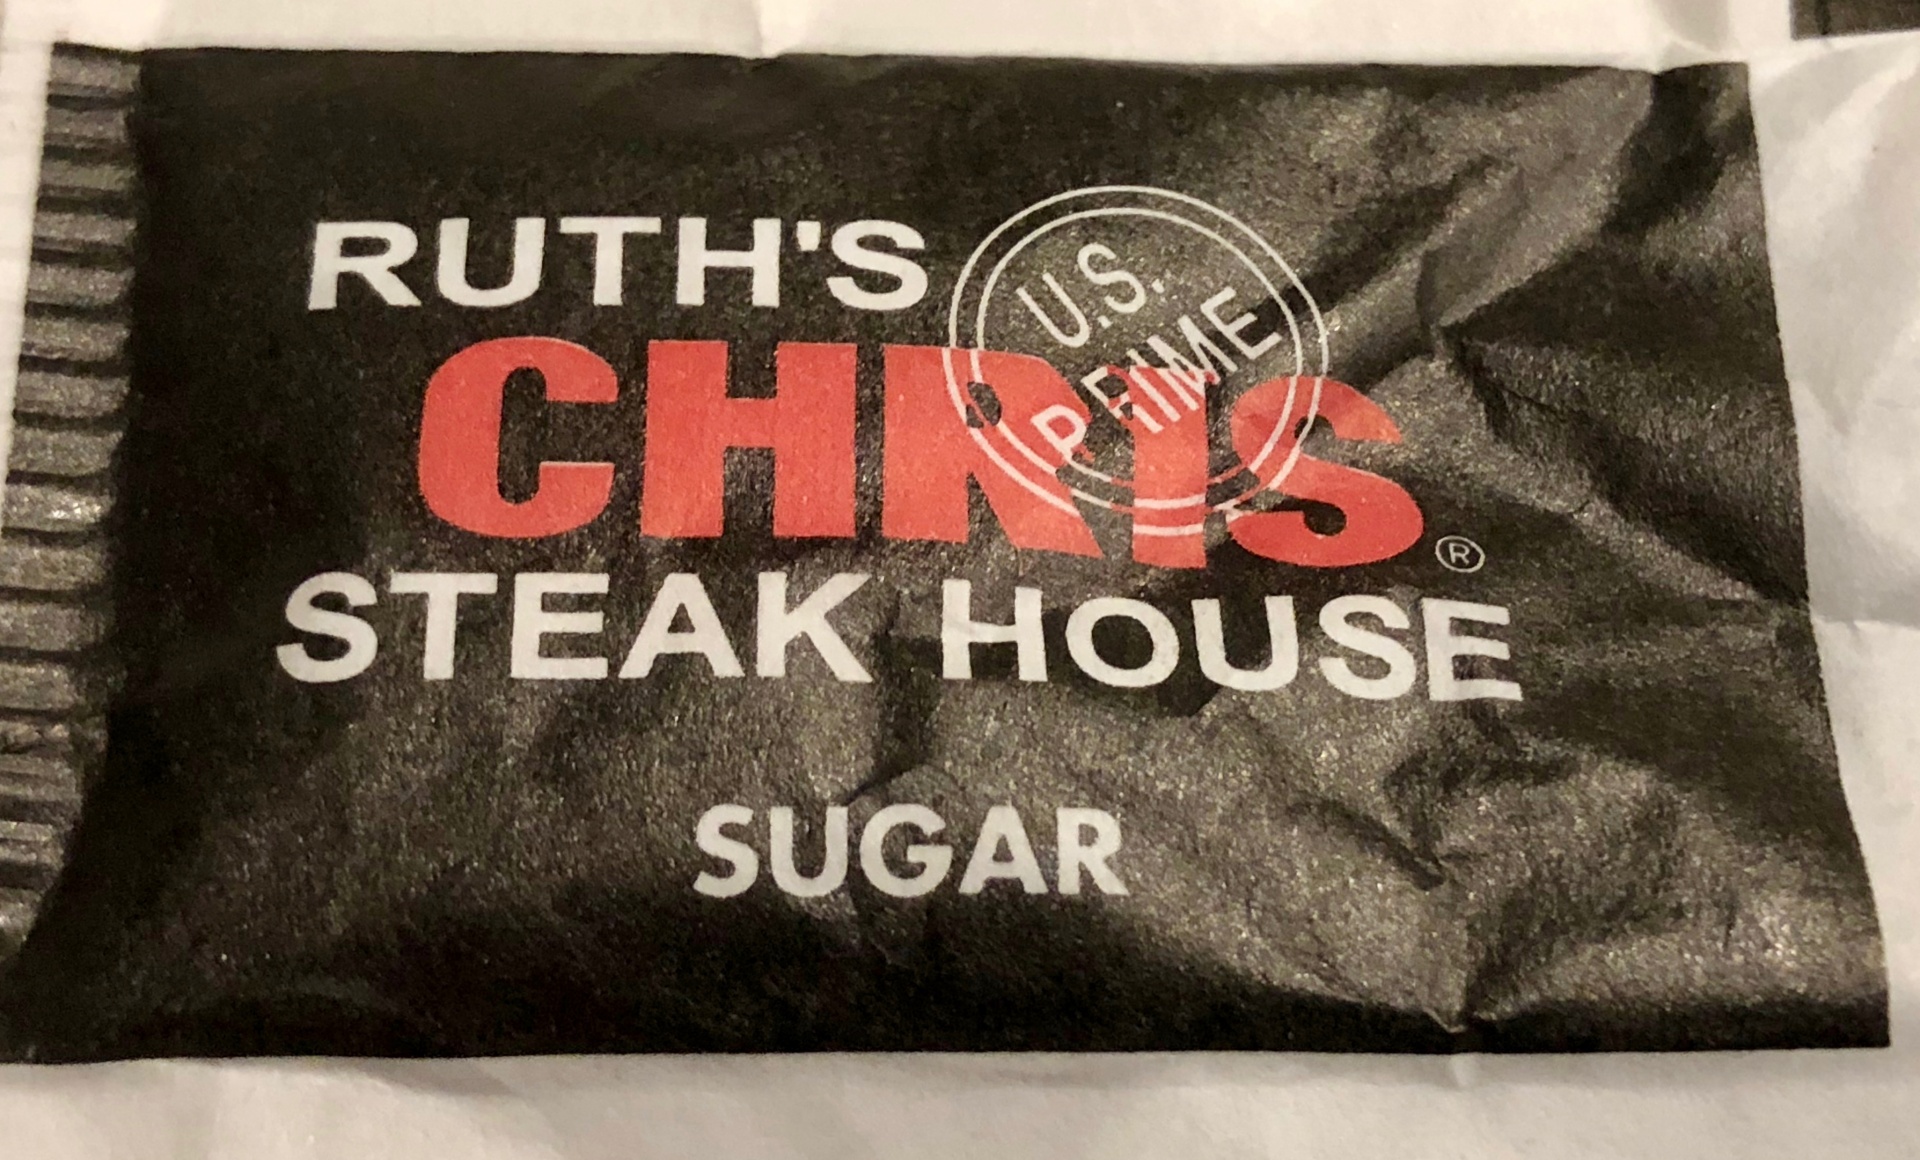 RUTH'S
U.S.
PRIME
CHRIS
®
STEAK HOUSE
SUGAR